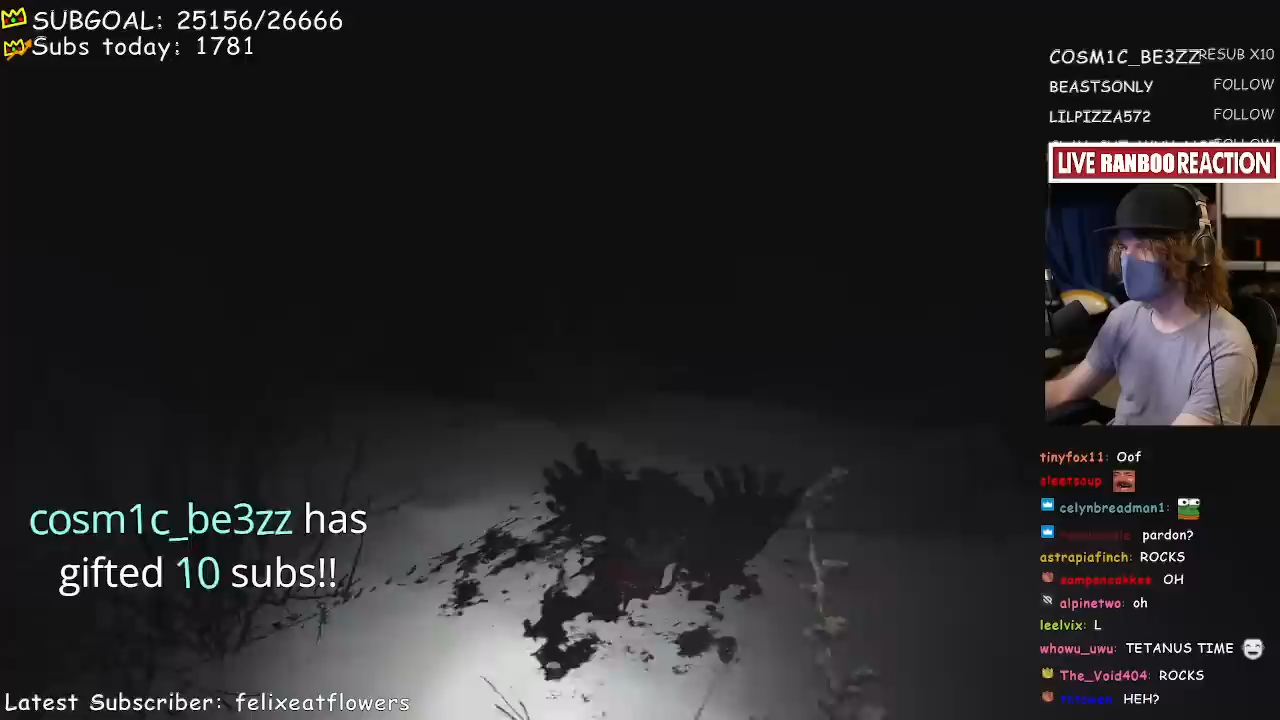 SUBGOAL: 25156/26666
Subs today: 1781
COSM1C_BE3ZZ RESUB X10
BEASTSONLY FOLLOW
LILPIZZA572 FOLLOW
FOLLOW
LIVE RANBOO REACTION
tinyfox11: Oof
sleetsoup
celynbreadman1:
pardon?
astrapiafinch: ROCKS
sampancakkes OH
alpinetwo: oh
leelvix: L
whowu_uwu: TETANUS TIME
The_Void404: ROCKS
HEH?
cosm1c_be3zz has
gifted 10 subs!!
Latest Subscriber: felixeatflowers